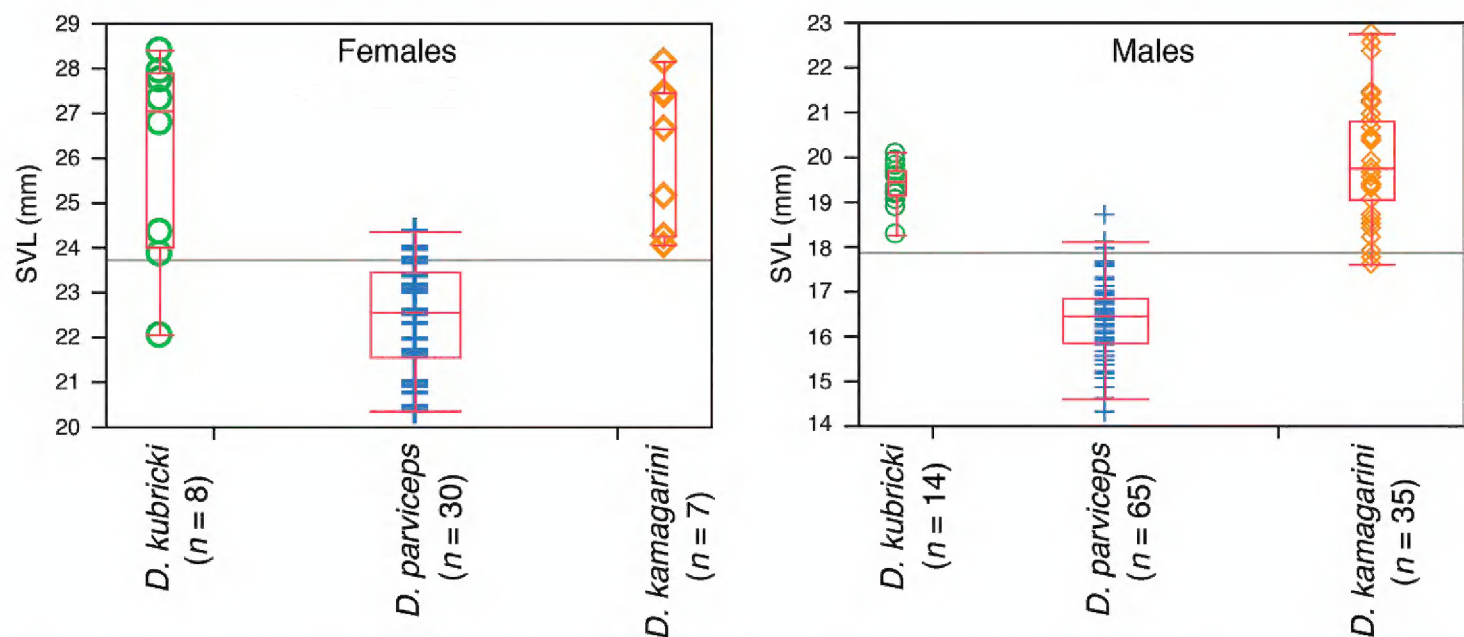 Females
SVL (mm)
29
28
27
26
25
24
23
22
21
20
D. kubricki
(n = 8)
D. parviceps
(n = 30)
D. kamagarini
(n = 7)
Males
SVL (mm)
23
22
21
20
19
18
17
16
15
14
D. kubricki
(n = 14)
D. parviceps
(n = 65)
D. kamagarini
(n = 35)